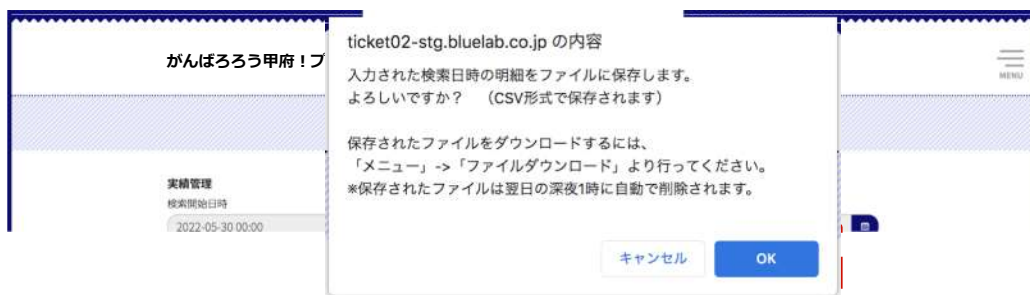 ticket02-stg.bluelab.co.jp の内容
がんばろう甲府！プ
MENU
入力された検索日時の明細をファイルに保存します。
よろしいですか？　（CSV形式で保存されます）
保存されたファイルをダウンロードするには、
「メニュー」->「ファイルダウンロード」より行ってください。
※保存されたファイルは翌日の深夜1時に自動で削除されます。
実績管理
検索開始日時
2022-05-30 00:00
キャンセル
OK